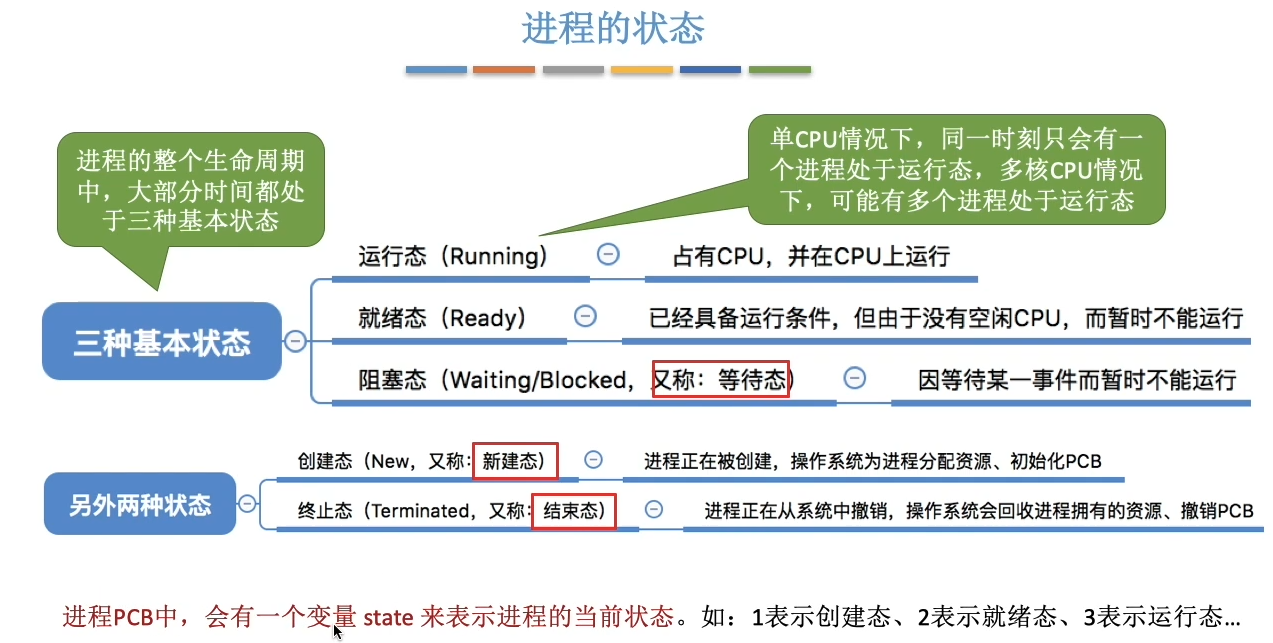 进程的状态
进程的整个生命周期
中，大部分时间都处
于三种基本状态
单CPU情况下，同一时刻只会有一
个进程处于运行态，多核CPU情况
下，可能有多个进程处于运行态
三种基本状态
运行态（Running） 占有CPU，并在CPU上运行
就绪态（Ready） 已经具备运行条件，但由于没有空闲CPU，而暂时不能运行
阻塞态（Waiting/Blocked，又称：等待态） 因等待某一事件而暂时不能运行
另外两种状态
创建态（New，又称：新建态） 进程正在被创建，操作系统为进程分配资源、初始化PCB
终止态（Terminated，又称：结束态） 进程正在从系统中撤销，操作系统会回收进程拥有的资源、撤销PCB
进程PCB中，会有一个变量 state 来表示进程的当前状态。如：1表示创建态、2表示就绪态、3表示运行态...